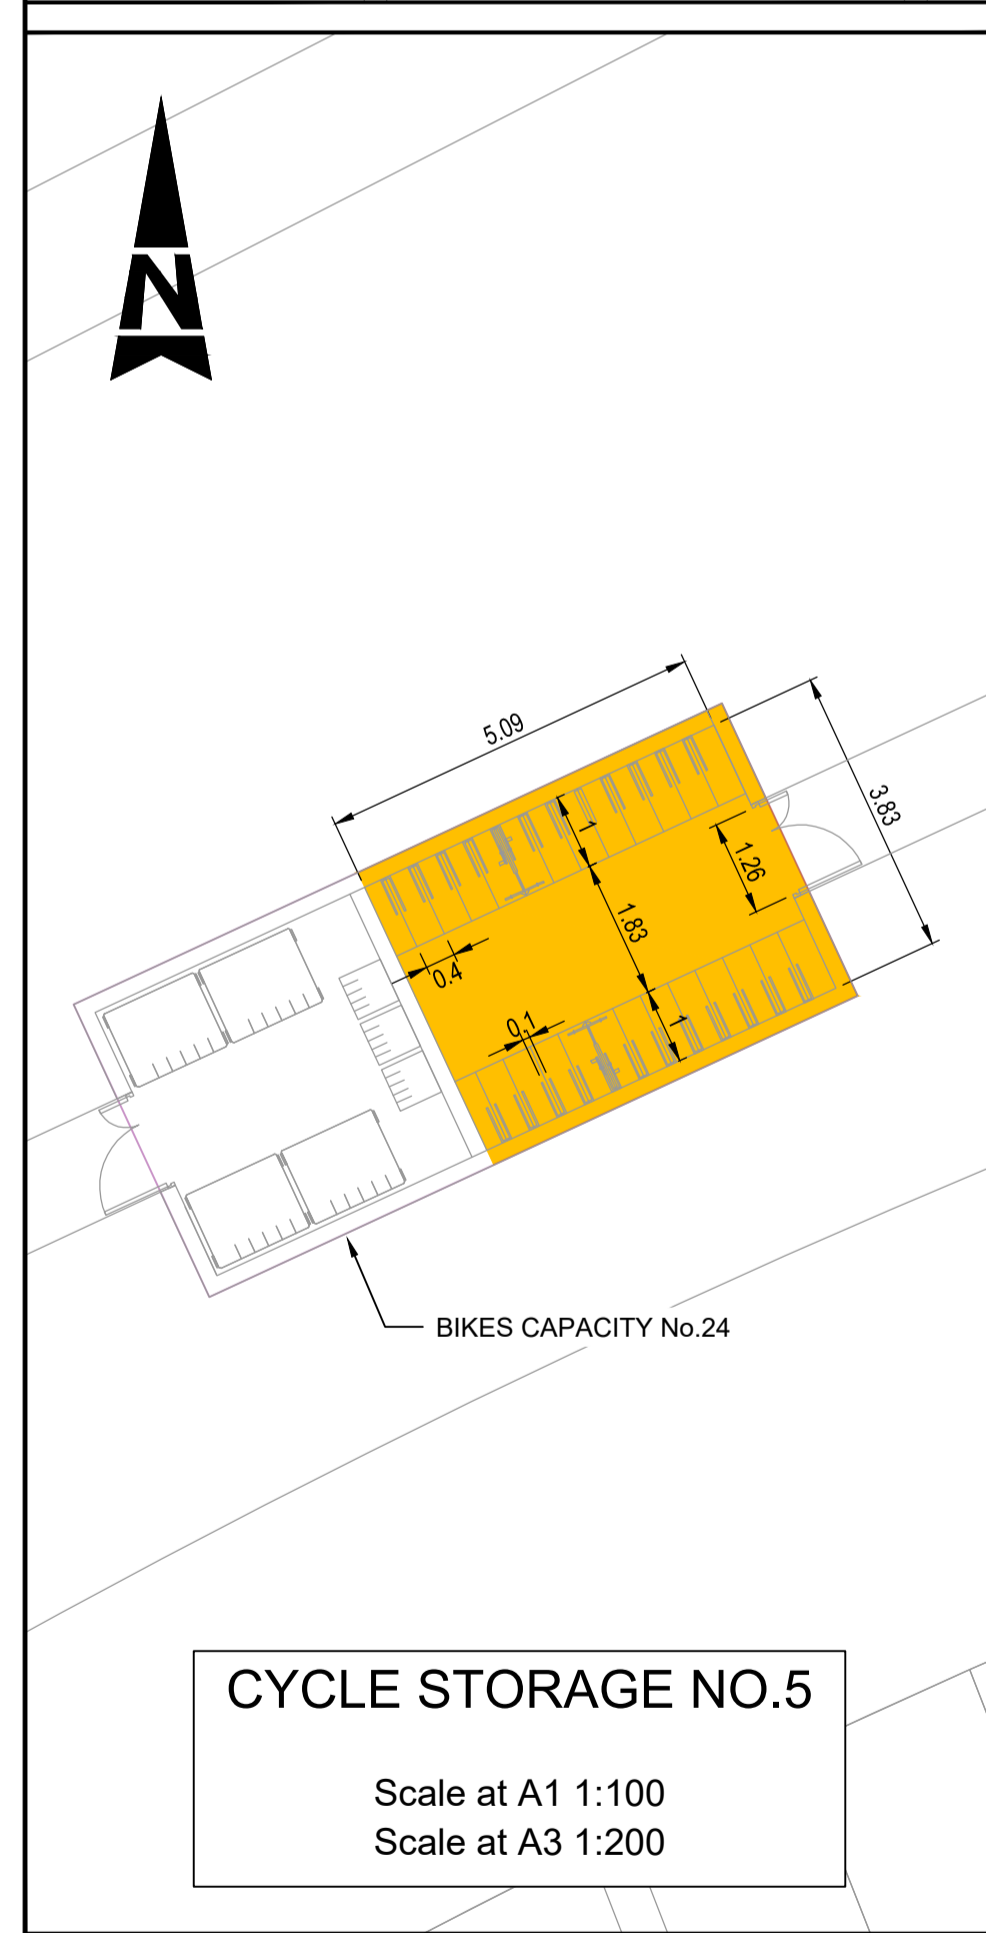 N
5.09
3.83
1
1.26
1.83
0.4
0.1
1
BIKES CAPACITY No.24
CYCLE STORAGE NO.5
Scale at A1 1:100
Scale at A3 1:200